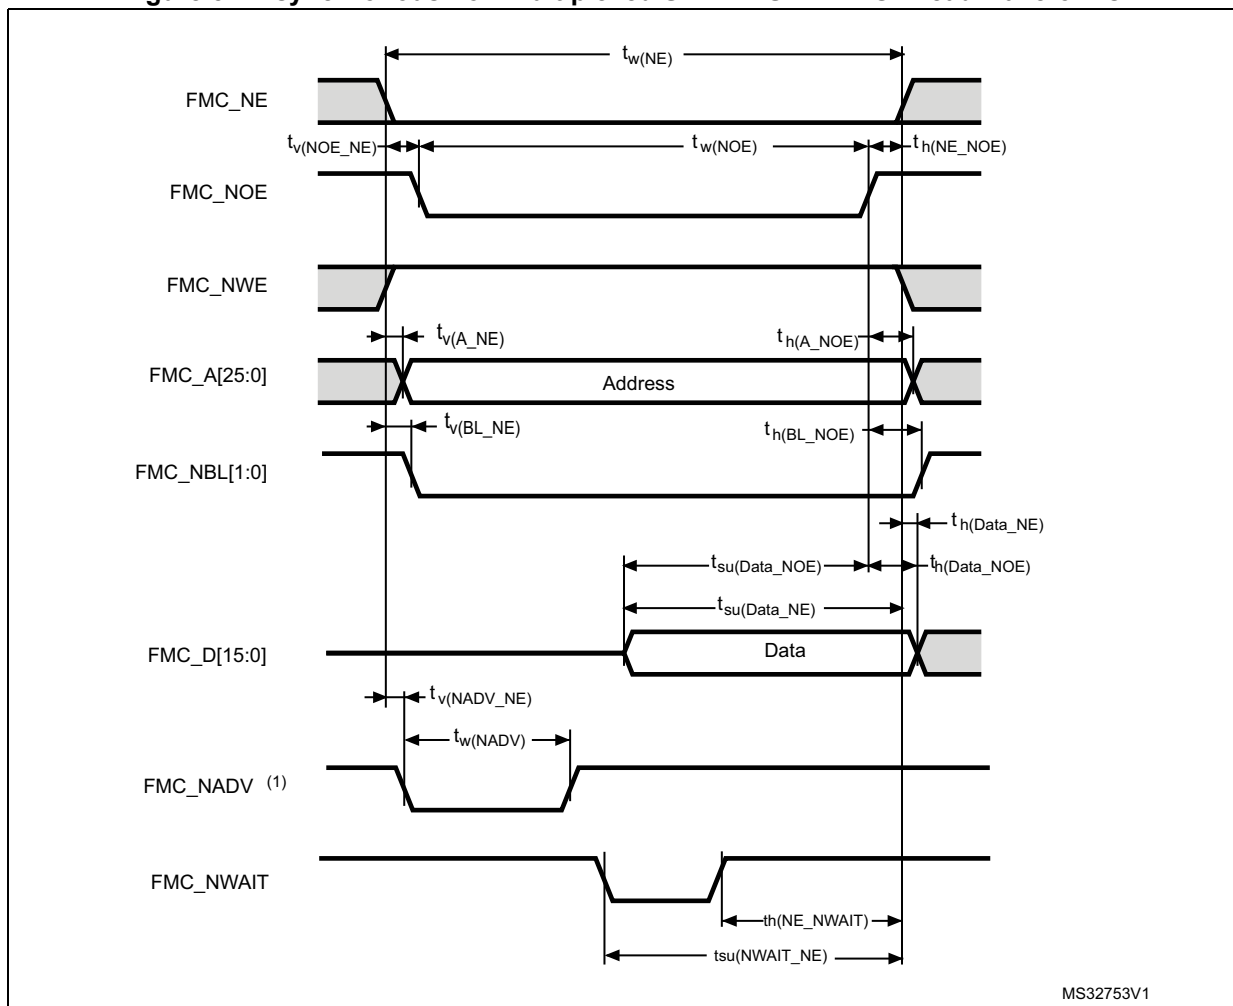 tw(NE)
FMC_NE
tv(NOE_NE)
tw(NOE)
th(NE_NOE)
FMC_NOE
FMC_NWE
tv(A_NE)
th(A_NOE)
FMC_A[25:0]
Address
tv(BL_NE)
th(BL_NOE)
FMC_NBL[1:0]
th(Data_NE)
tsu(Data_NOE)
th(Data_NOE)
tsu(Data_NE)
FMC_D[15:0]
Data
tv(NADV_NE)
tw(NADV)
FMC_NADV (1)
FMC_NWAIT
th(NE_NWAIT)
tsu(NWAIT_NE)
MS32753V1